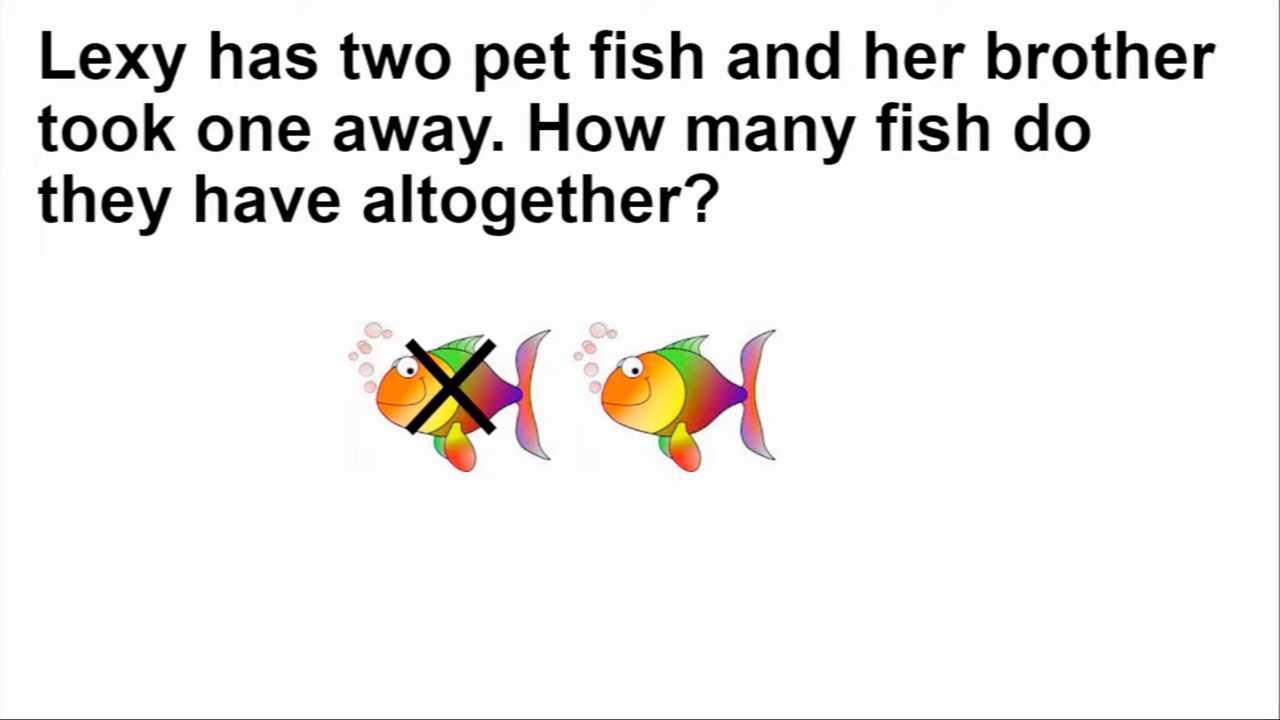 Lexy has two pet fish and her brother
took one away. How many fish do
they have altogether?